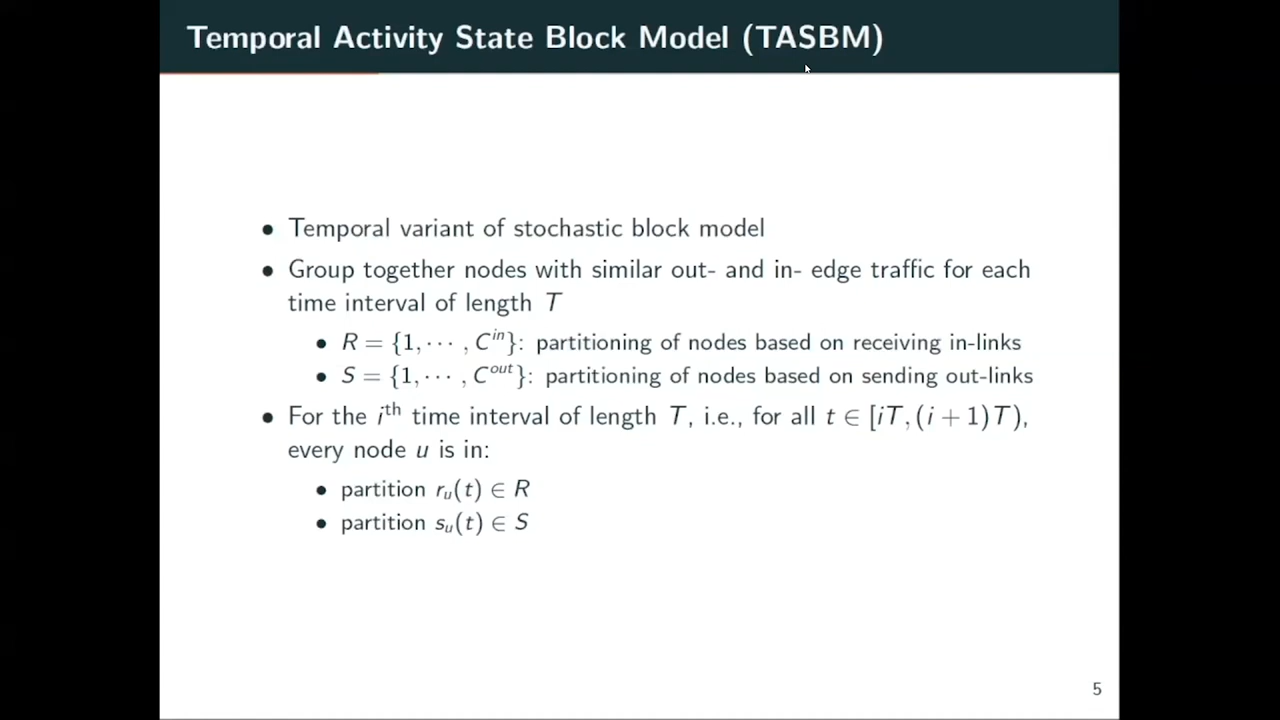 Temporal Activity State Block Model (TASBM)
• Temporal variant of stochastic block model
• Group together nodes with similar out- and in- edge traffic for each
time interval of length T
• R = {1, ⋯ , C^{in}}: partitioning of nodes based on receiving in-links
• S = {1, ⋯ , C^{out}}: partitioning of nodes based on sending out-links
• For the i^{th} time interval of length T, i.e., for all t ∈ [iT, (i + 1)T),
every node u is in:
• partition r_u(t) ∈ R
• partition s_u(t) ∈ S
5